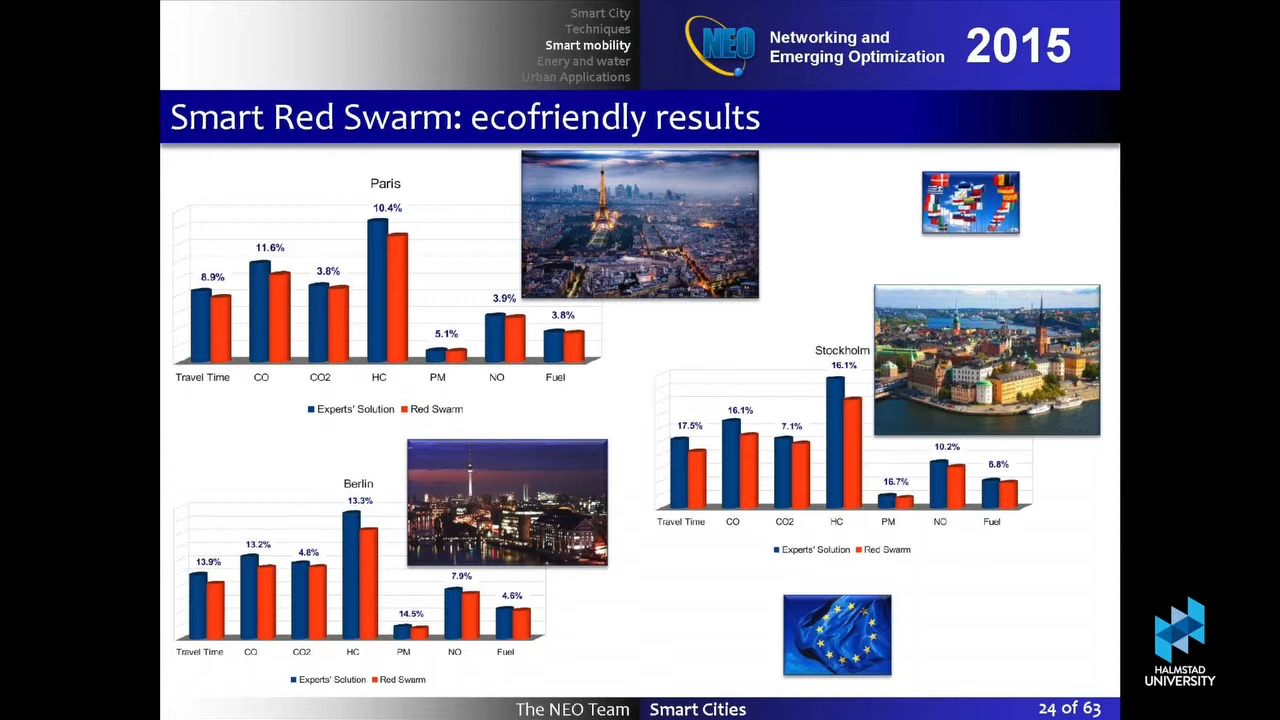 Smart City
Techniques
Smart mobility
Enery and water
Urban Applications
NEO
Networking and
Emerging Optimization
2015
Smart Red Swarm: ecofriendly results
Paris
10.4%
11.6%
8.9%
3.8%
3.9%
3.8%
5.1%
Travel Time CO CO2 HC PM NO Fuel
Experts' Solution Red Swarm
Stockholm
16.1%
16.1%
17.5%
7.1%
10.2%
6.8%
16.7%
Travel Time CO CO2 HC PM NO Fuel
Experts' Solution Red Swarm
Berlin
13.3%
13.2%
4.8%
13.9%
7.9%
4.6%
14.5%
Travel Time CO CO2 HC PM NO Fuel
Experts' Solution Red Swarm
HALMSTAD
UNIVERSITY
The NEO Team Smart Cities 24 of 63